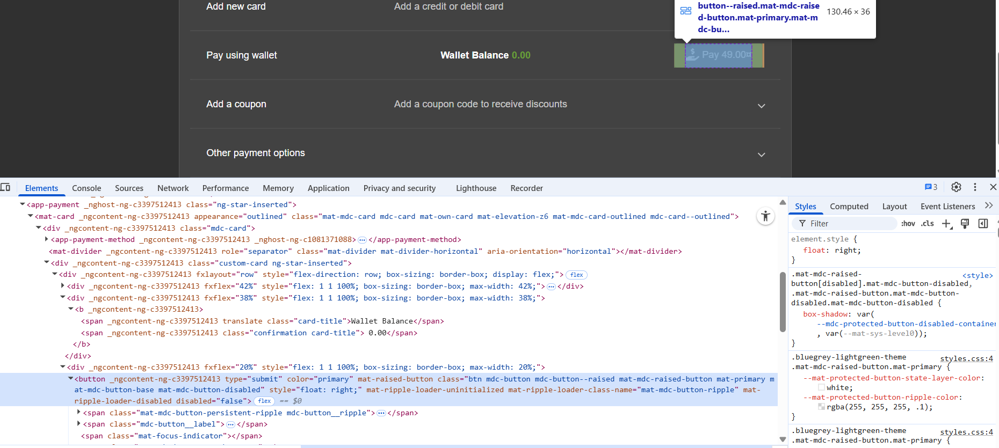 Add new card
Add a credit or debit card
button--raised.mat-mdc-raise
d-button.mat-primary.mat-m
dc-bu...
130.46 × 36
Pay using wallet
Wallet Balance 0.00
$ Pay 49.00¤
Add a coupon
Add a coupon code to receive discounts
Other payment options
Elements
Console
Sources
Network
Performance
Memory
Application
Privacy and security
Lighthouse
Recorder
3
<app-payment _nghost-ng-c3397512413 class="ng-star-inserted">
<mat-card _ngcontent-ng-c3397512413 appearance="outlined" class="mat-mdc-card mdc-card mat-own-card mat-elevation-z6 mat-mdc-card-outlined mdc-card--outlined">
<div _ngcontent-ng-c3397512413 class="mdc-card">
<app-payment-method _ngcontent-ng-c3397512413 _nghost-ng-c1081371088>…</app-payment-method>
<mat-divider _ngcontent-ng-c3397512413 role="separator" class="mat-divider mat-divider-horizontal" aria-orientation="horizontal"></mat-divider>
<div _ngcontent-ng-c3397512413 class="custom-card ng-star-inserted">
<div _ngcontent-ng-c3397512413 fxlayout="row" style="flex-direction: row; box-sizing: border-box; display: flex;"> flex
<div _ngcontent-ng-c3397512413 fxflex="42%" style="flex: 1 1 100%; box-sizing: border-box; max-width: 42%;">…</div>
<div _ngcontent-ng-c3397512413 fxflex="38%" style="flex: 1 1 100%; box-sizing: border-box; max-width: 38%;">
<b _ngcontent-ng-c3397512413>
<span _ngcontent-ng-c3397512413 translate class="card-title">Wallet Balance</span>
<span _ngcontent-ng-c3397512413 class="confirmation card-title"> 0.00</span>
</b>
</div>
<div _ngcontent-ng-c3397512413 fxflex="20%" style="flex: 1 1 100%; box-sizing: border-box; max-width: 20%;">
<button _ngcontent-ng-c3397512413 type="submit" color="primary" mat-raised-button class="btn mdc-button mdc-button--raised mat-mdc-raised-button mat-primary m
at-mdc-button-base mat-mdc-button-disabled" style="float: right;" mat-ripple-loader-uninitialized mat-ripple-loader-class-name="mat-mdc-button-ripple" mat-
ripple-loader-disabled disabled="false"> flex == $0
<span class="mat-mdc-button-persistent-ripple mdc-button__ripple">…</span>
<span class="mdc-button__label">…</span>
<span class="mat-focus-indicator"></span>
Styles
Computed
Layout
Event Listeners
Filter
:hov
.cls
element.style {
float: right;
}
.mat-mdc-raised-
<style>
button[disabled].mat-mdc-button-disabled,
.mat-mdc-raised-button.mat-mdc-button-
disabled.mat-mdc-button-disabled {
box-shadow: var(
--mdc-protected-button-disabled-container
, var(--mat-sys-level0));
}
.bluegrey-lightgreen-theme
styles.css:4
.mat-mdc-raised-button.mat-primary {
--mat-protected-button-state-layer-color:
white;
--mat-protected-button-ripple-color:
rgba(255, 255, 255, .1);
}
.bluegrey-lightgreen-theme
styles.css:4
.mat-mdc-raised-button.mat-primary {